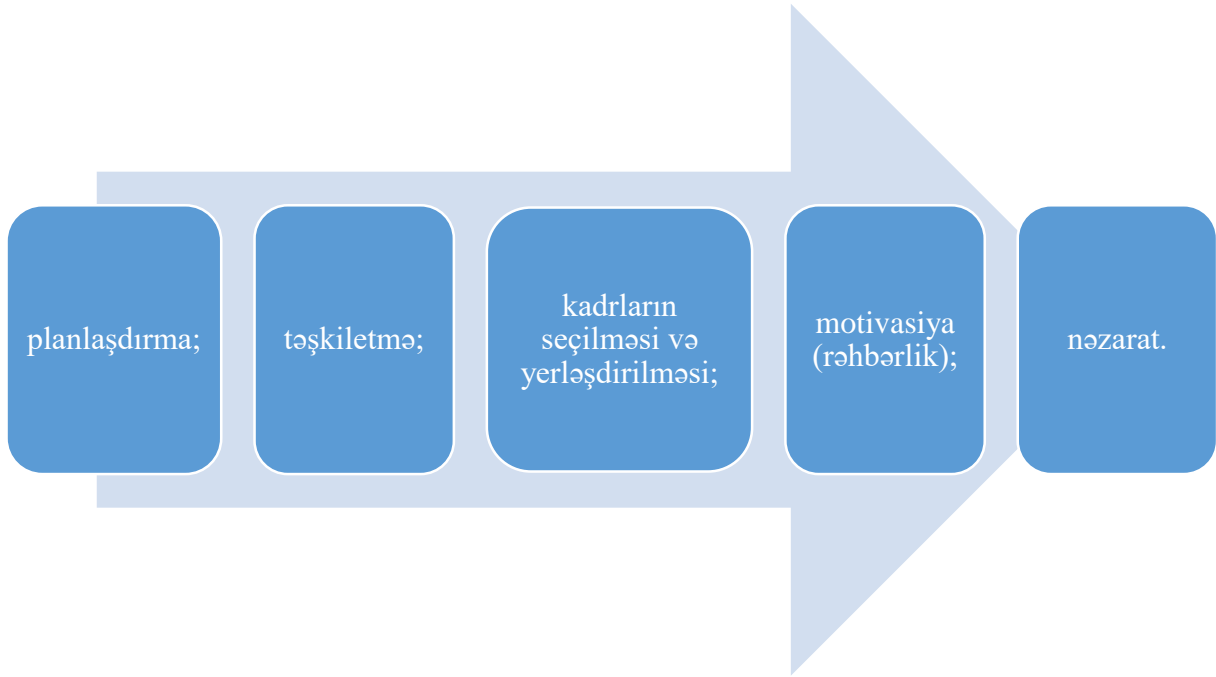 planlaşdırma;
təşkiletmə;
kadrların
seçilməsi və
yerləşdirilməsi;
motivasiya
(rəhbərlik);
nəzarat.